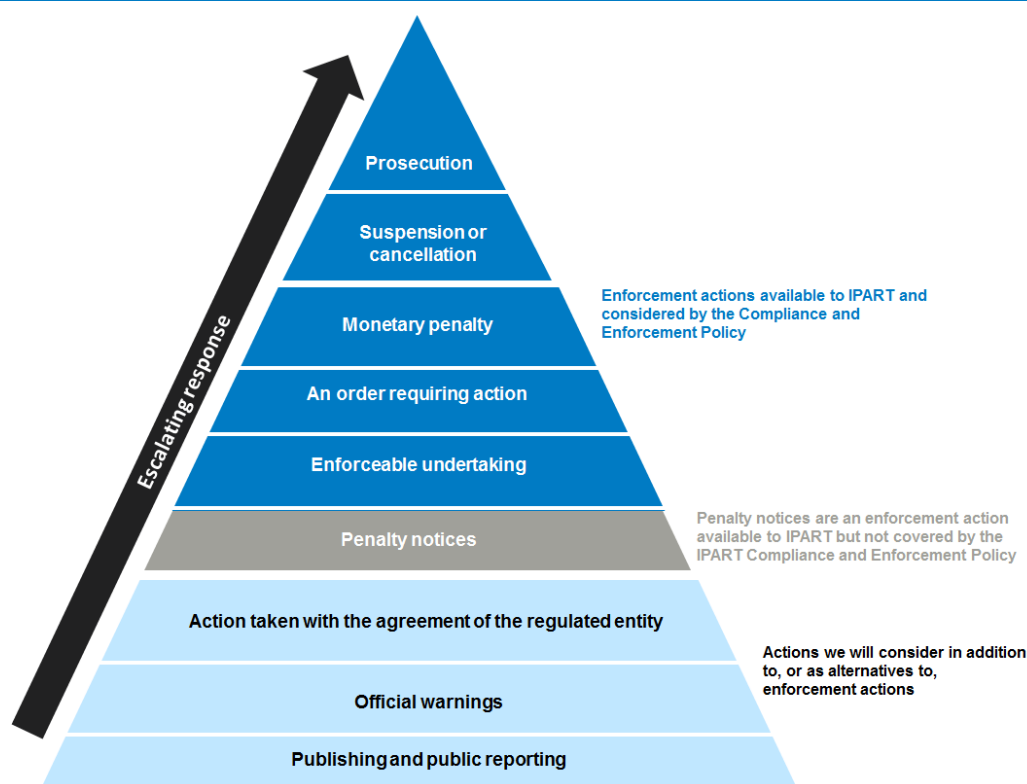 Prosecution
Suspension or
cancellation
Monetary penalty
An order requiring action
Enforceable undertaking
Penalty notices
Action taken with the agreement of the regulated entity
Official warnings
Publishing and public reporting
Escalating response
Enforcement actions available to IPART and
considered by the Compliance and
Enforcement Policy
Penalty notices are an enforcement action
available to IPART but not covered by the
IPART Compliance and Enforcement Policy
Actions we will consider in addition
to, or as alternatives to,
enforcement actions